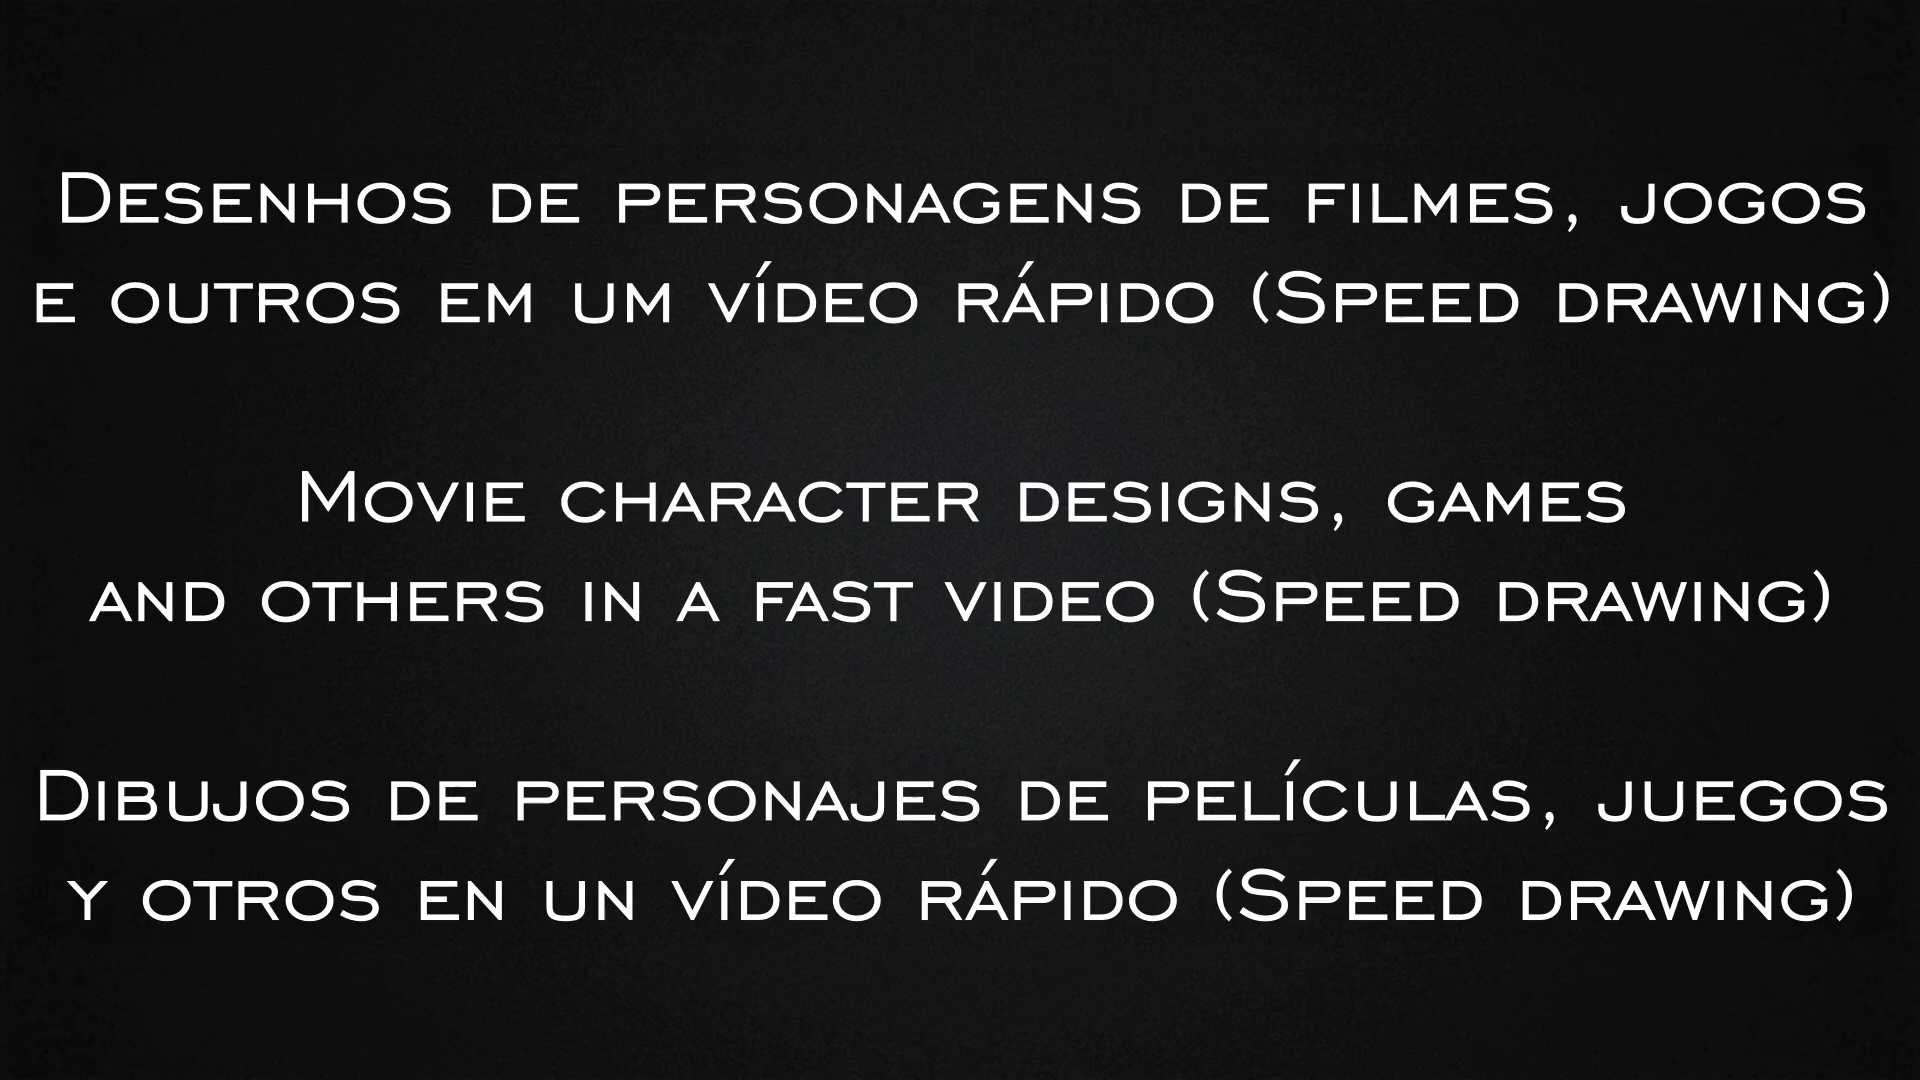 Desenhos de personagens de filmes, jogos
e outros em um vídeo rápido (Speed drawing)
Movie character designs, games
and others in a fast video (Speed drawing)
Dibujos de personajes de películas, juegos
y otros en un vídeo rápido (Speed drawing)